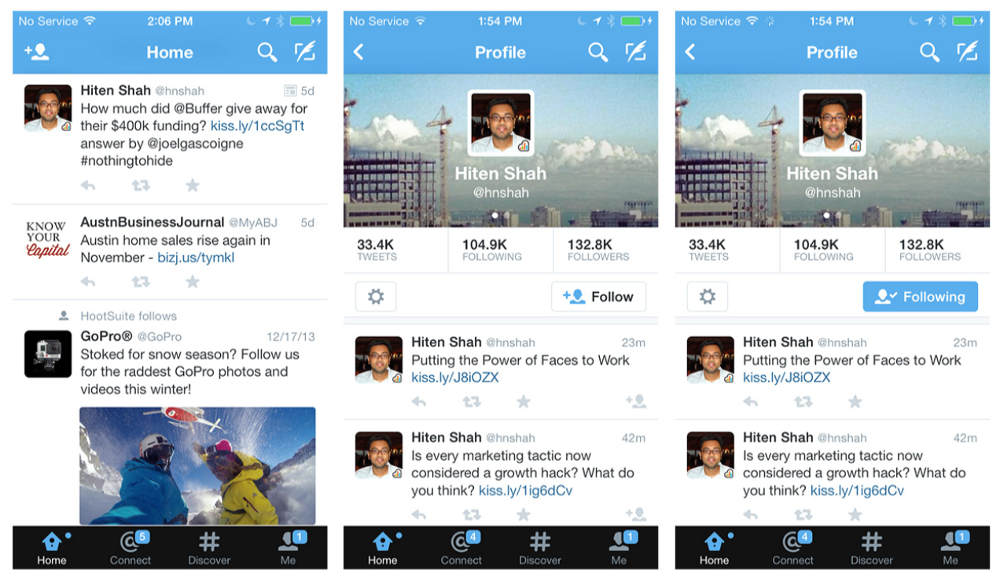 No Service 2:06 PM
Home
Hiten Shah @hnshah 5d
How much did @Buffer give away for
their $400k funding? kiss.ly/1ccSgTt
answer by @joelgascoigne
#nothingtohide
KNOW
YOUR
Capital
AustnBusinessJournal @MyABJ 5d
Austin home sales rise again in
November - bizj.us/tymkl
HootSuite follows
GoPro® @GoPro 12/17/13
Stoked for snow season? Follow us
for the raddest GoPro photos and
videos this winter!
Home
5
Connect
Discover
1
Me
No Service 1:54 PM
Profile
Hiten Shah
@hnshah
33.4K
TWEETS
104.9K
FOLLOWING
132.8K
FOLLOWERS
Follow
Hiten Shah @hnshah 23m
Putting the Power of Faces to Work
kiss.ly/J8iOZX
Hiten Shah @hnshah 42m
Is every marketing tactic now
considered a growth hack? What do
you think? kiss.ly/1ig6dCv
Home
4
Connect
Discover
1
Me
No Service 1:54 PM
Profile
Hiten Shah
@hnshah
33.4K
TWEETS
104.9K
FOLLOWING
132.8K
FOLLOWERS
Following
Hiten Shah @hnshah 23m
Putting the Power of Faces to Work
kiss.ly/J8iOZX
Hiten Shah @hnshah 42m
Is every marketing tactic now
considered a growth hack? What do
you think? kiss.ly/1ig6dCv
Home
4
Connect
Discover
1
Me